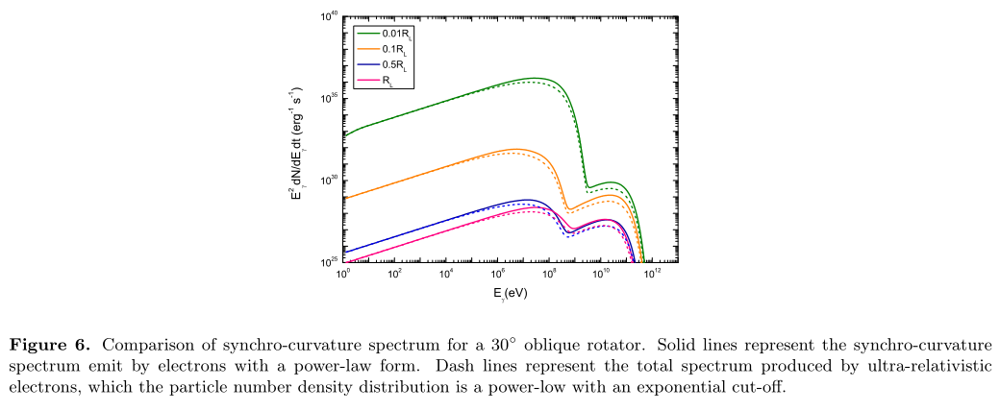 10^40
10^35
10^30
10^25
E_γ^2 dN/dE_γ dt (erg^-1 s^-1)
0.01R_L
0.1R_L
0.5R_L
R_L
10^0 10^2 10^4 10^6 10^8 10^10 10^12
E_γ(eV)
Figure 6. Comparison of synchro-curvature spectrum for a 30° oblique rotator. Solid lines represent the synchro-curvature
spectrum emit by electrons with a power-law form. Dash lines represent the total spectrum produced by ultra-relativistic
electrons, which the particle number density distribution is a power-low with an exponential cut-off.